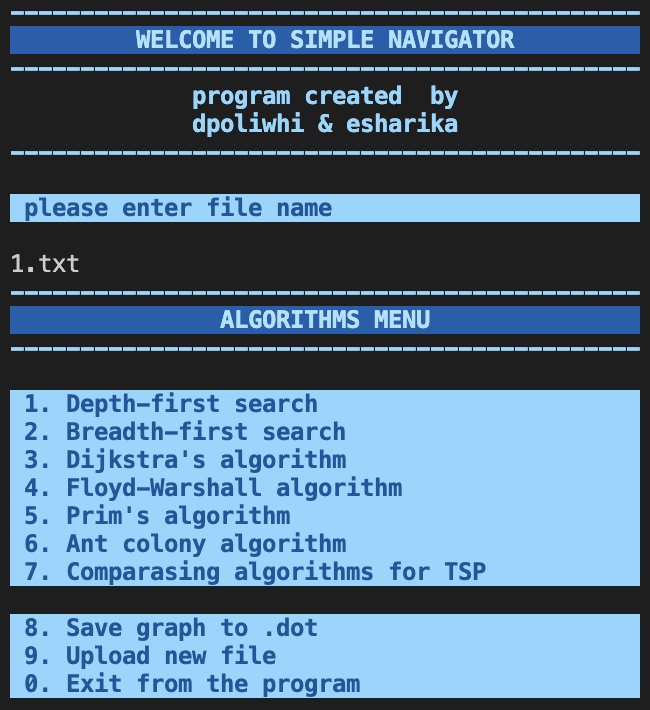 WELCOME TO SIMPLE NAVIGATOR
program created  by
dpoliwhi & esharika
please enter file name
1.txt
ALGORITHMS MENU
1. Depth-first search
2. Breadth-first search
3. Dijkstra's algorithm
4. Floyd-Warshall algorithm
5. Prim's algorithm
6. Ant colony algorithm
7. Comparasing algorithms for TSP
8. Save graph to .dot
9. Upload new file
0. Exit from the program